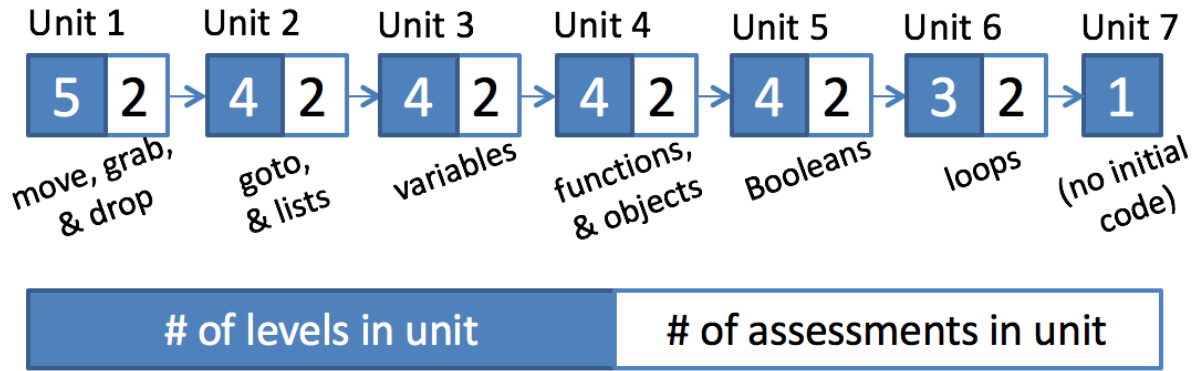 Unit 1 Unit 2 Unit 3 Unit 4 Unit 5 Unit 6 Unit 7
5 2 4 2 4 2 4 2 4 2 3 2 1
move, grab,
& drop
goto,
& lists
variables
functions,
& objects
Booleans
loops
(no initial
code)
# of levels in unit
# of assessments in unit